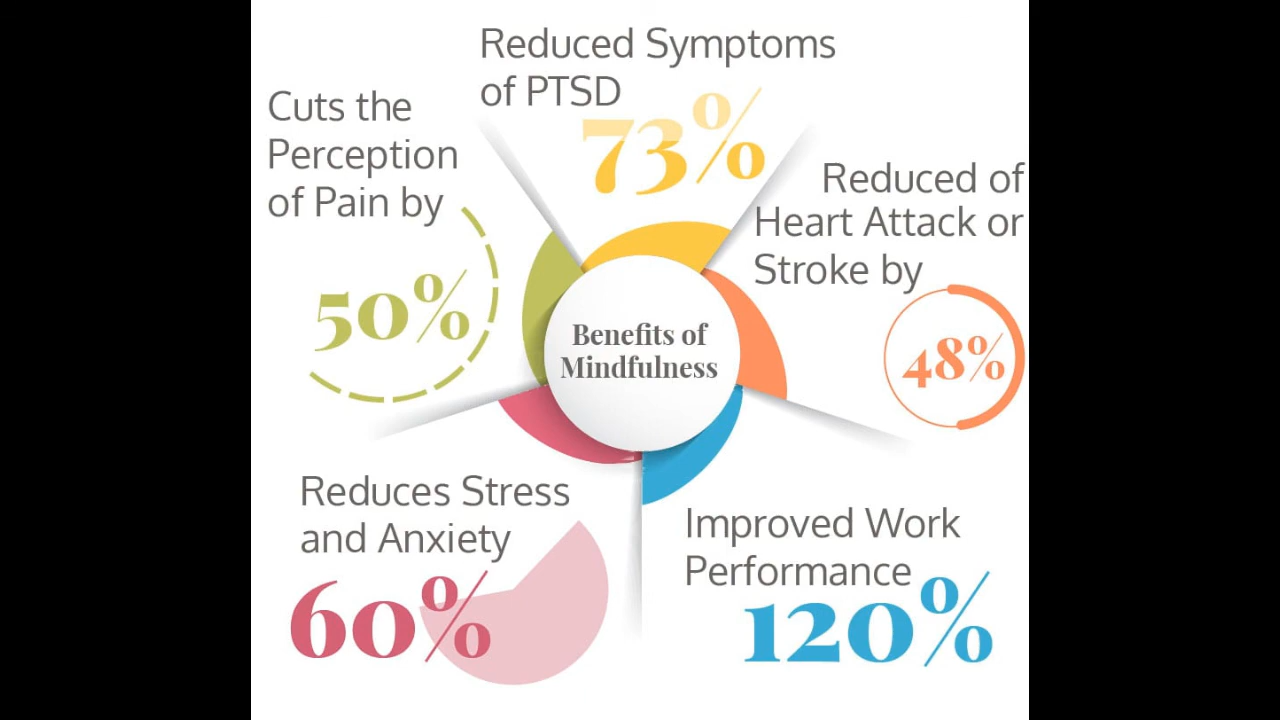 Reduced Symptoms
of PTSD
73%
Cuts the
Perception
of Pain by
50%
Reduced of
Heart Attack or
Stroke by
48%
Benefits of
Mindfulness
Reduces Stress
and Anxiety
60%
Improved Work
Performance
120%